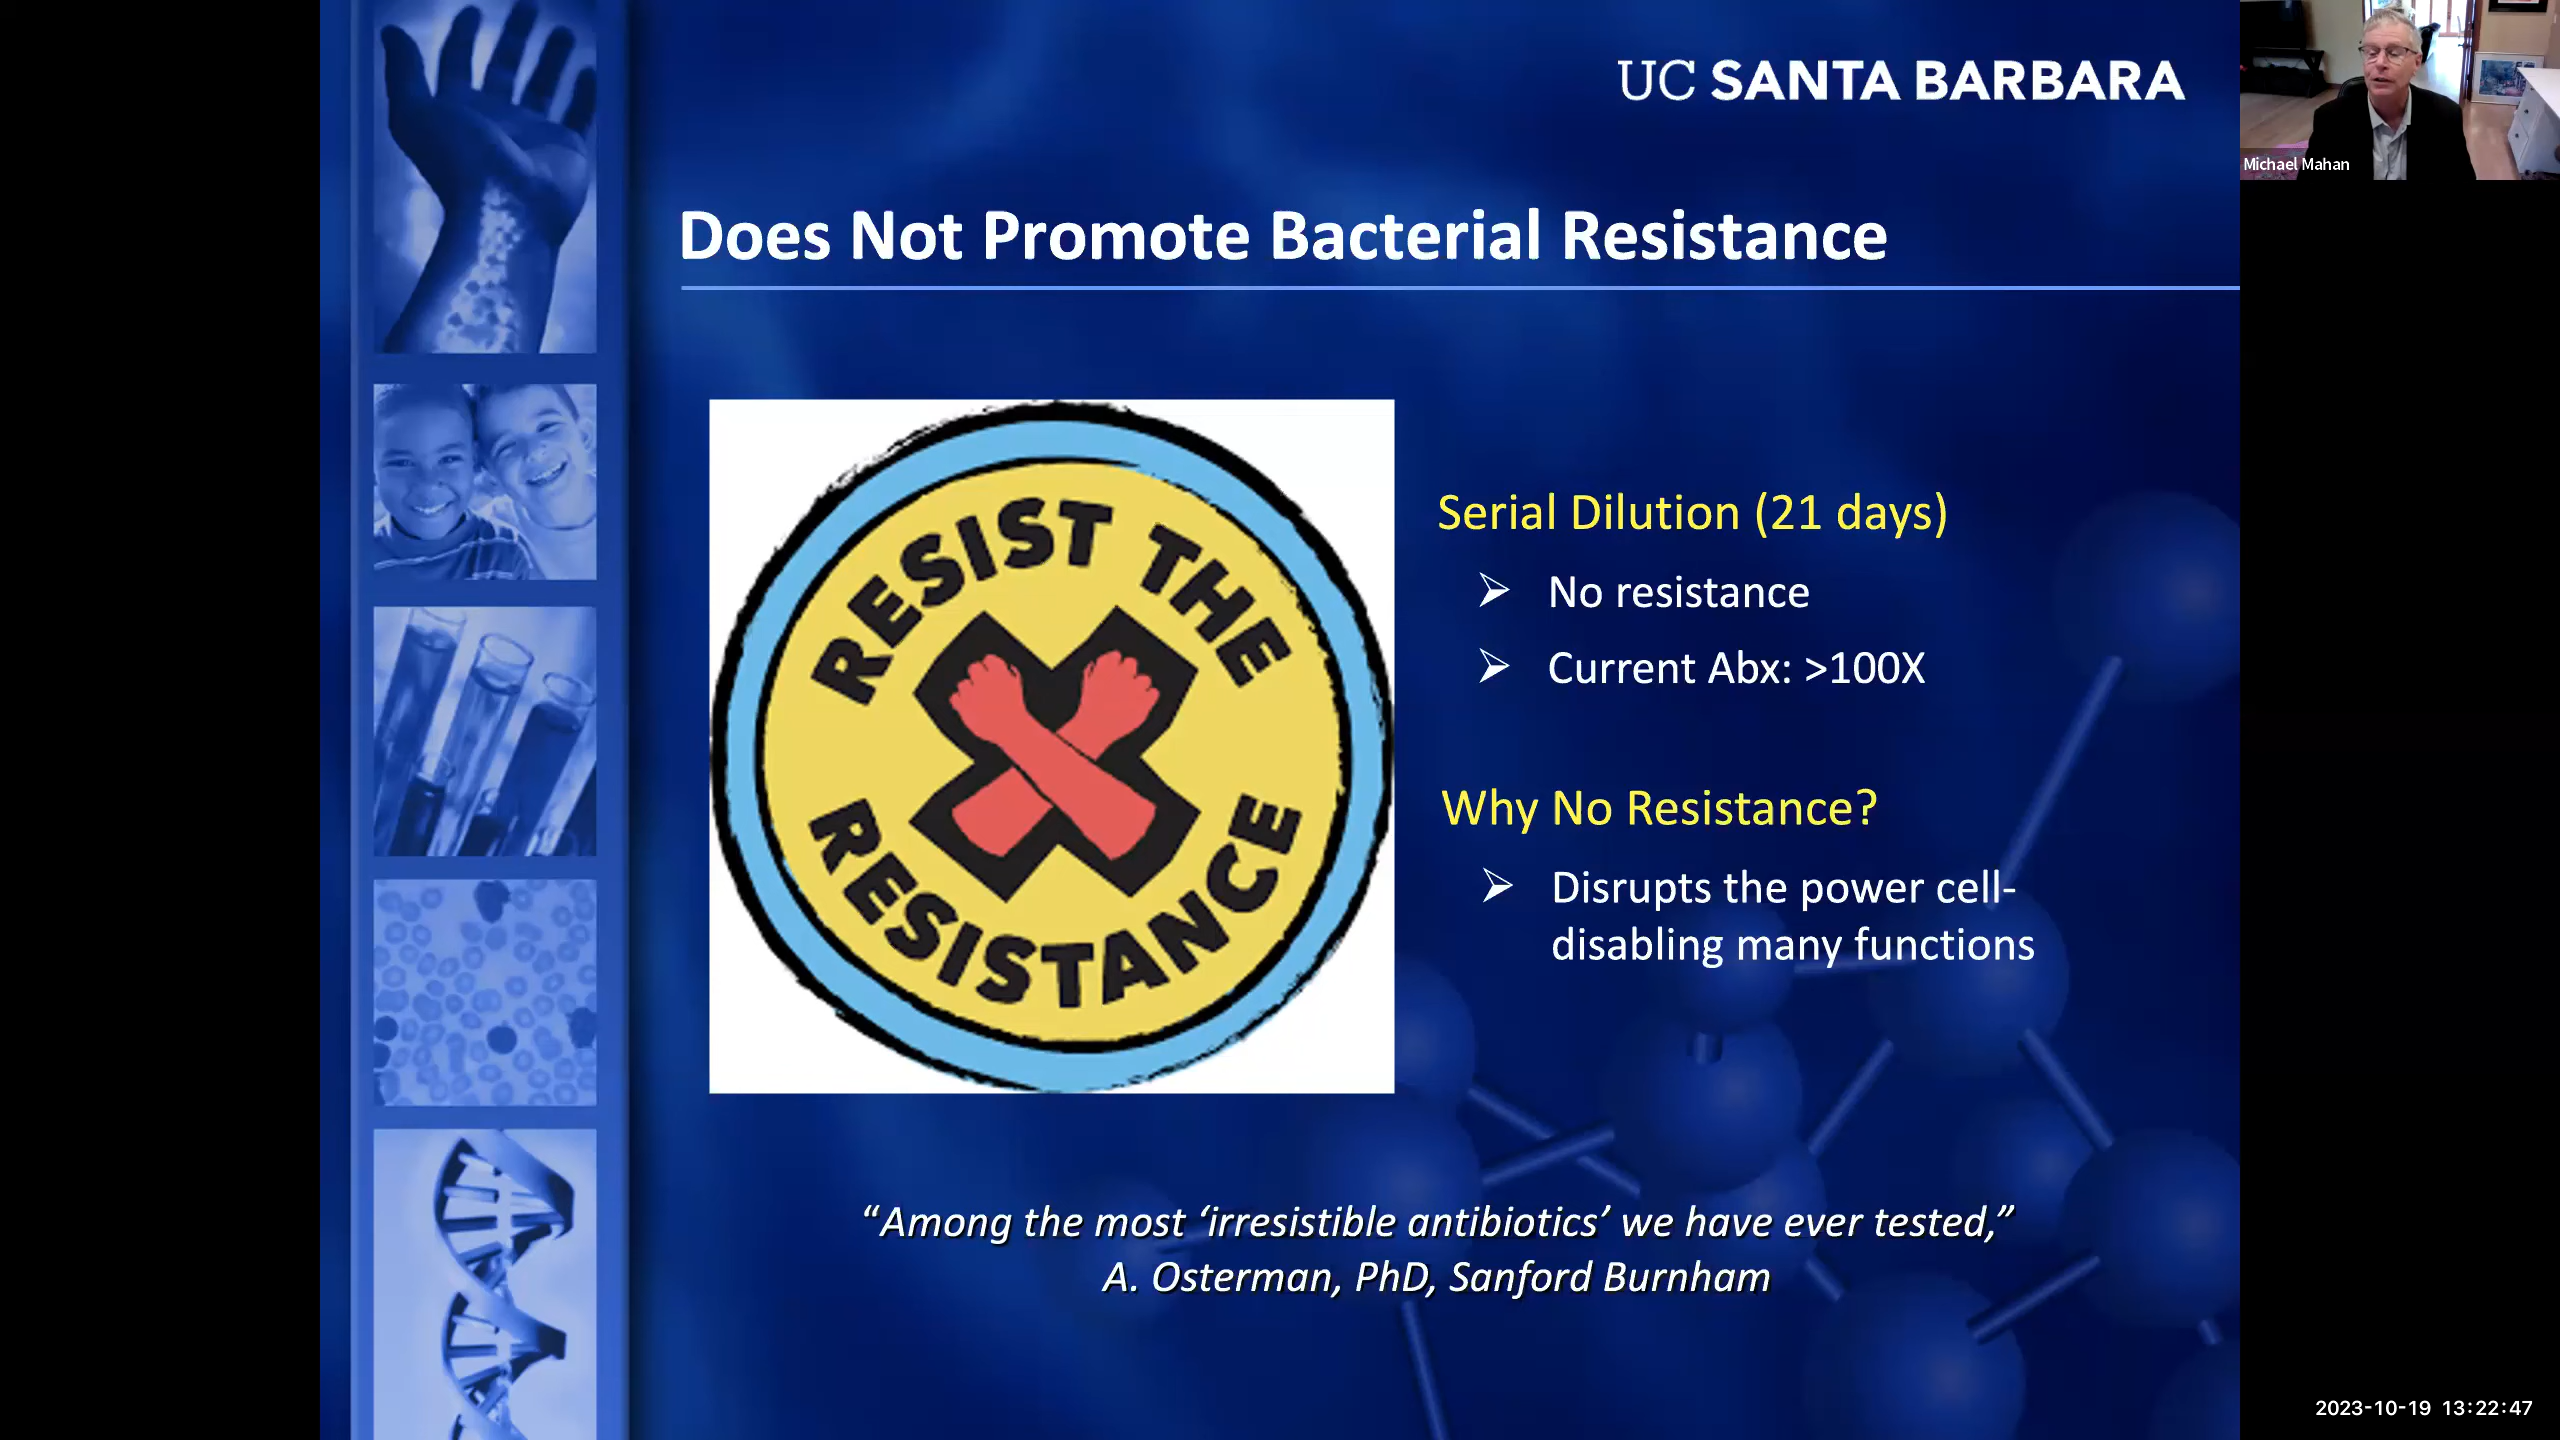 UC SANTA BARBARA
Michael Mahan
Does Not Promote Bacterial Resistance
RESIST THE
RESISTANCE
Serial Dilution (21 days)
➢ No resistance
➢ Current Abx: >100X
Why No Resistance?
➢ Disrupts the power cell-
disabling many functions
“Among the most ‘irresistible antibiotics’ we have ever tested,”
A. Osterman, PhD, Sanford Burnham
2023-10-19 13:22:47